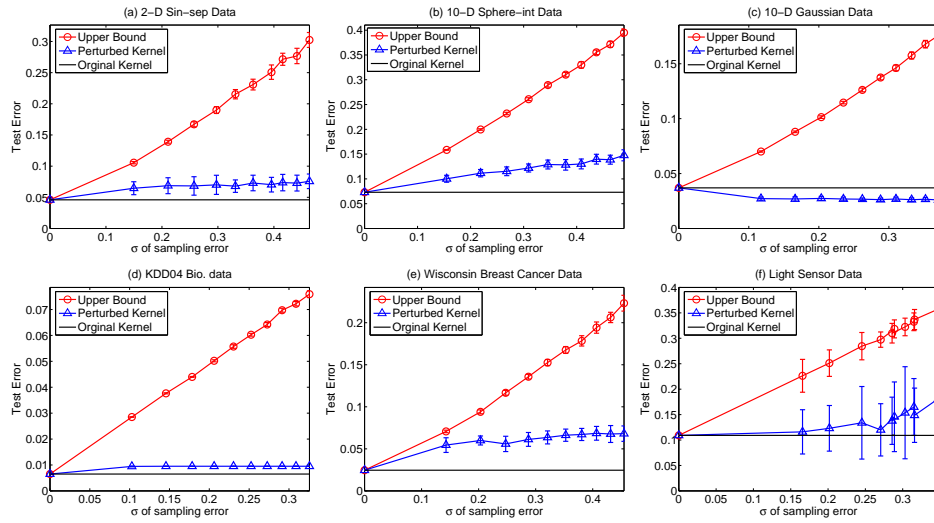 (a) 2-D Sin-sep Data
Upper Bound
Perturbed Kernel
Orginal Kernel
Test Error
0.3
0.25
0.2
0.15
0.1
0.05
0
0 0.1 0.2 0.3 0.4
σ of sampling error
(b) 10-D Sphere-int Data
Upper Bound
Perturbed Kernel
Orginal Kernel
Test Error
0.4
0.35
0.3
0.25
0.2
0.15
0.1
0.05
0
0 0.1 0.2 0.3 0.4
σ of sampling error
(c) 10-D Gaussian Data
Upper Bound
Perturbed Kernel
Orginal Kernel
Test Error
0.15
0.1
0.05
0
0 0.1 0.2 0.3
σ of sampling error
(d) KDD04 Bio. data
Upper Bound
Perturbed Kernel
Orginal Kernel
Test Error
0.07
0.06
0.05
0.04
0.03
0.02
0.01
0
0 0.05 0.1 0.15 0.2 0.25 0.3
σ of sampling error
(e) Wisconsin Breast Cancer Data
Upper Bound
Perturbed Kernel
Orginal Kernel
Test Error
0.2
0.15
0.1
0.05
0
0 0.1 0.2 0.3 0.4
σ of sampling error
(f) Light Sensor Data
Upper Bound
Perturbed Kernel
Orginal Kernel
Test Error
0.4
0.35
0.3
0.25
0.2
0.15
0.1
0.05
0
0 0.05 0.1 0.15 0.2 0.25 0.3
σ of sampling error